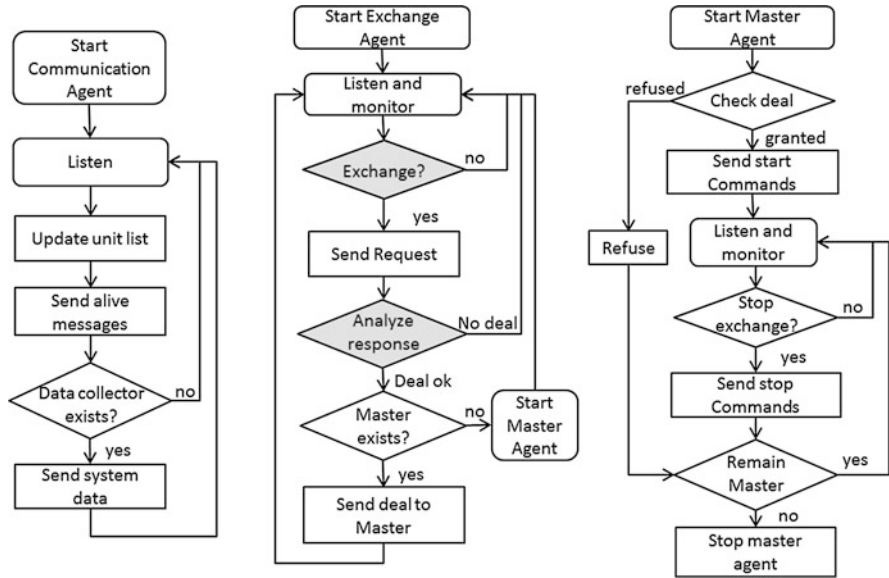 Start
Communication
Agent
Listen
Update unit list
Send alive
messages
Data collector
exists?
no
yes
Send system
data
Start Exchange
Agent
Listen and
monitor
Exchange?
no
yes
Send Request
Analyze
response
No deal
Deal ok
Master
exists?
no
Start
Master
Agent
yes
Send deal to
Master
Start Master
Agent
refused
Check deal
granted
Send start
Commands
Refuse
Listen and
monitor
Stop
exchange?
no
yes
Send stop
Commands
Remain
Master
yes
no
Stop master
agent